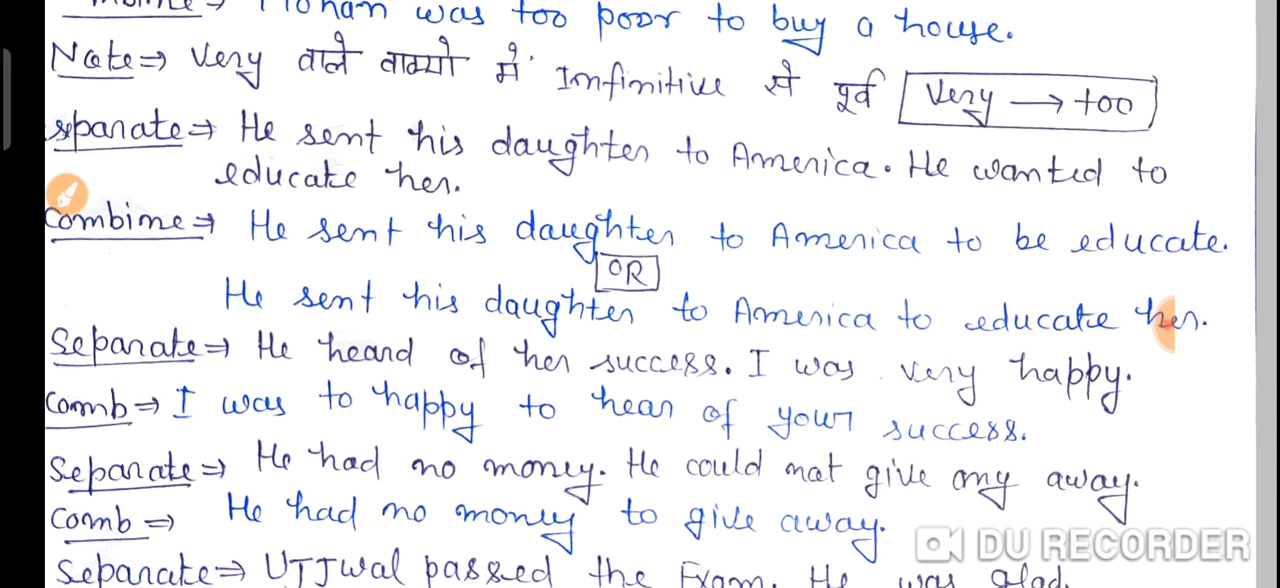 Mohan was too poor to buy a house.
Note ⇒ Very वाले वाक्यो मे Infinitive से पूर्व Very → too
separate ⇒ He sent his daughter to America. He wanted to
educate her.
Combine ⇒ He sent his daughter to America to be educate.
OR
He sent his daughter to America to educate her.
Separate ⇒ He heard of her success. I was very happy.
Comb ⇒ I was to happy to hear of your success.
Separate ⇒ He had no money. He could not give any away.
Comb ⇒ He had no money to give away.
DU RECORDER
Separate ⇒ UJJwal passed the Exam. He was glad.